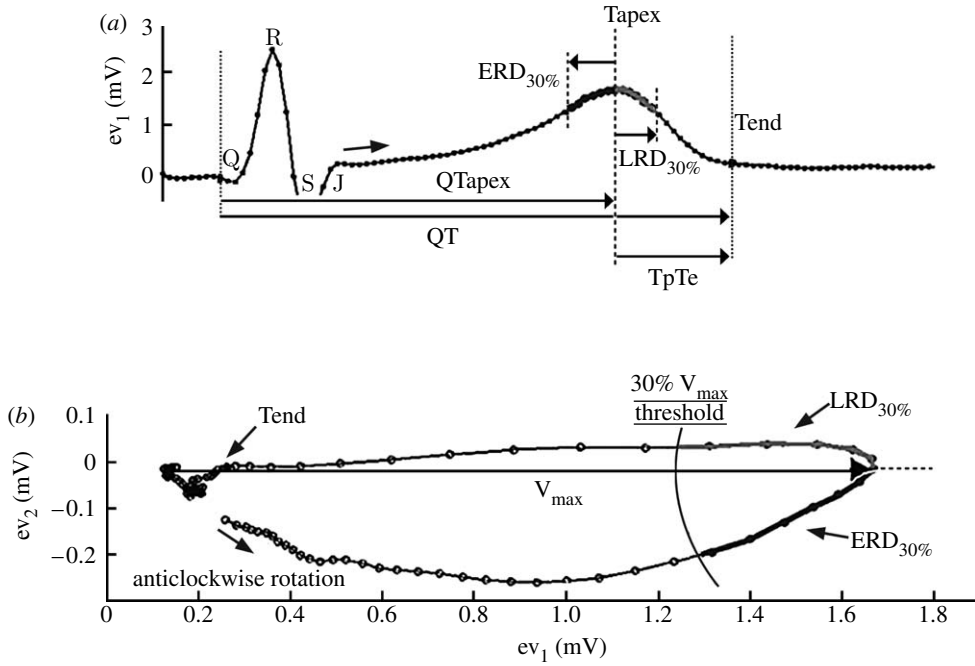 (a)
3
2
1
0
ev1 (mV)
R
Q
S
J
Tapex
ERD30%
LRD30%
Tend
QTapex
QT
TpTe
(b)
0.1
0
−0.1
−0.2
ev2 (mV)
Tend
30% Vmax
threshold
LRD30%
Vmax
ERD30%
anticlockwise rotation
0 0.2 0.4 0.6 0.8 1.0 1.2 1.4 1.6 1.8
ev1 (mV)